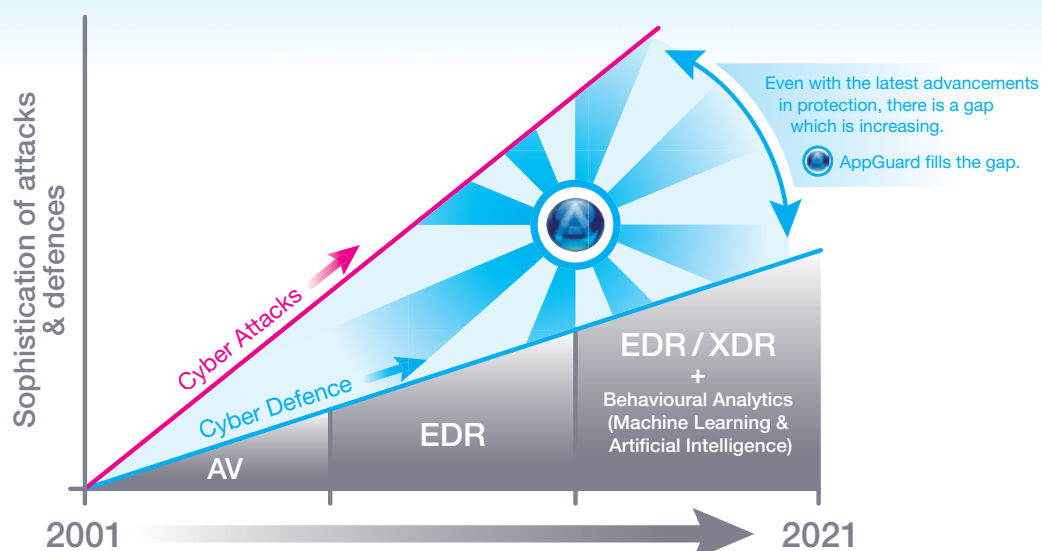 Sophistication of attacks
& defences
Even with the latest advancements
in protection, there is a gap
which is increasing.
AppGuard fills the gap.
A
Cyber Attacks
Cyber Defence
AV
EDR
EDR / XDR
+
Behavioural Analytics
(Machine Learning &
Artificial Intelligence)
2001
2021